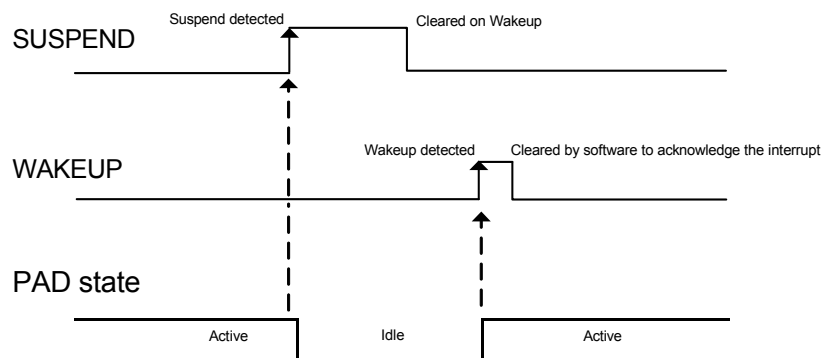 Suspend detected
Cleared on Wakeup
SUSPEND
Wakeup detected
Cleared by software to acknowledge the interrupt
WAKEUP
PAD state
Active
Idle
Active